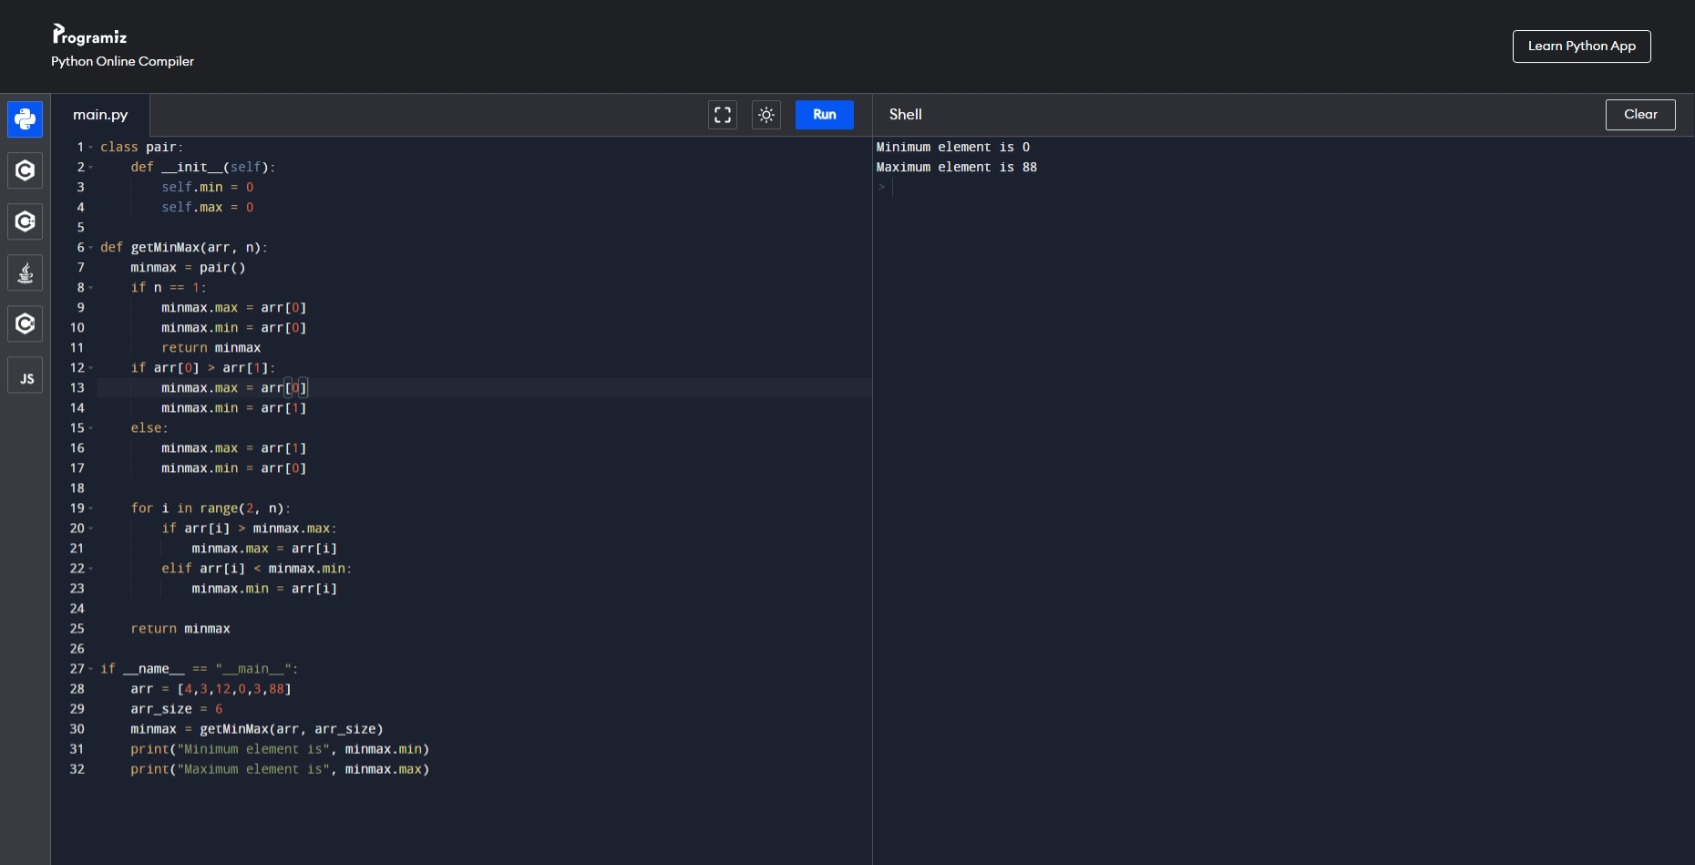 Programiz
Python Online Compiler
Learn Python App
main.py
Run
Shell
Clear
JS
1 class pair:
2     def __init__(self):
3         self.min = 0
4         self.max = 0
5
6 def getMinMax(arr, n):
7     minmax = pair()
8     if n == 1:
9         minmax.max = arr[0]
10         minmax.min = arr[0]
11         return minmax
12     if arr[0] > arr[1]:
13         minmax.max = arr[0]
14         minmax.min = arr[1]
15     else:
16         minmax.max = arr[1]
17         minmax.min = arr[0]
18
19     for i in range(2, n):
20         if arr[i] > minmax.max:
21             minmax.max = arr[i]
22         elif arr[i] < minmax.min:
23             minmax.min = arr[i]
24
25     return minmax
26
27 if __name__ == "__main__":
28     arr = [4,3,12,0,3,88]
29     arr_size = 6
30     minmax = getMinMax(arr, arr_size)
31     print("Minimum element is", minmax.min)
32     print("Maximum element is", minmax.max)
Minimum element is 0
Maximum element is 88
>